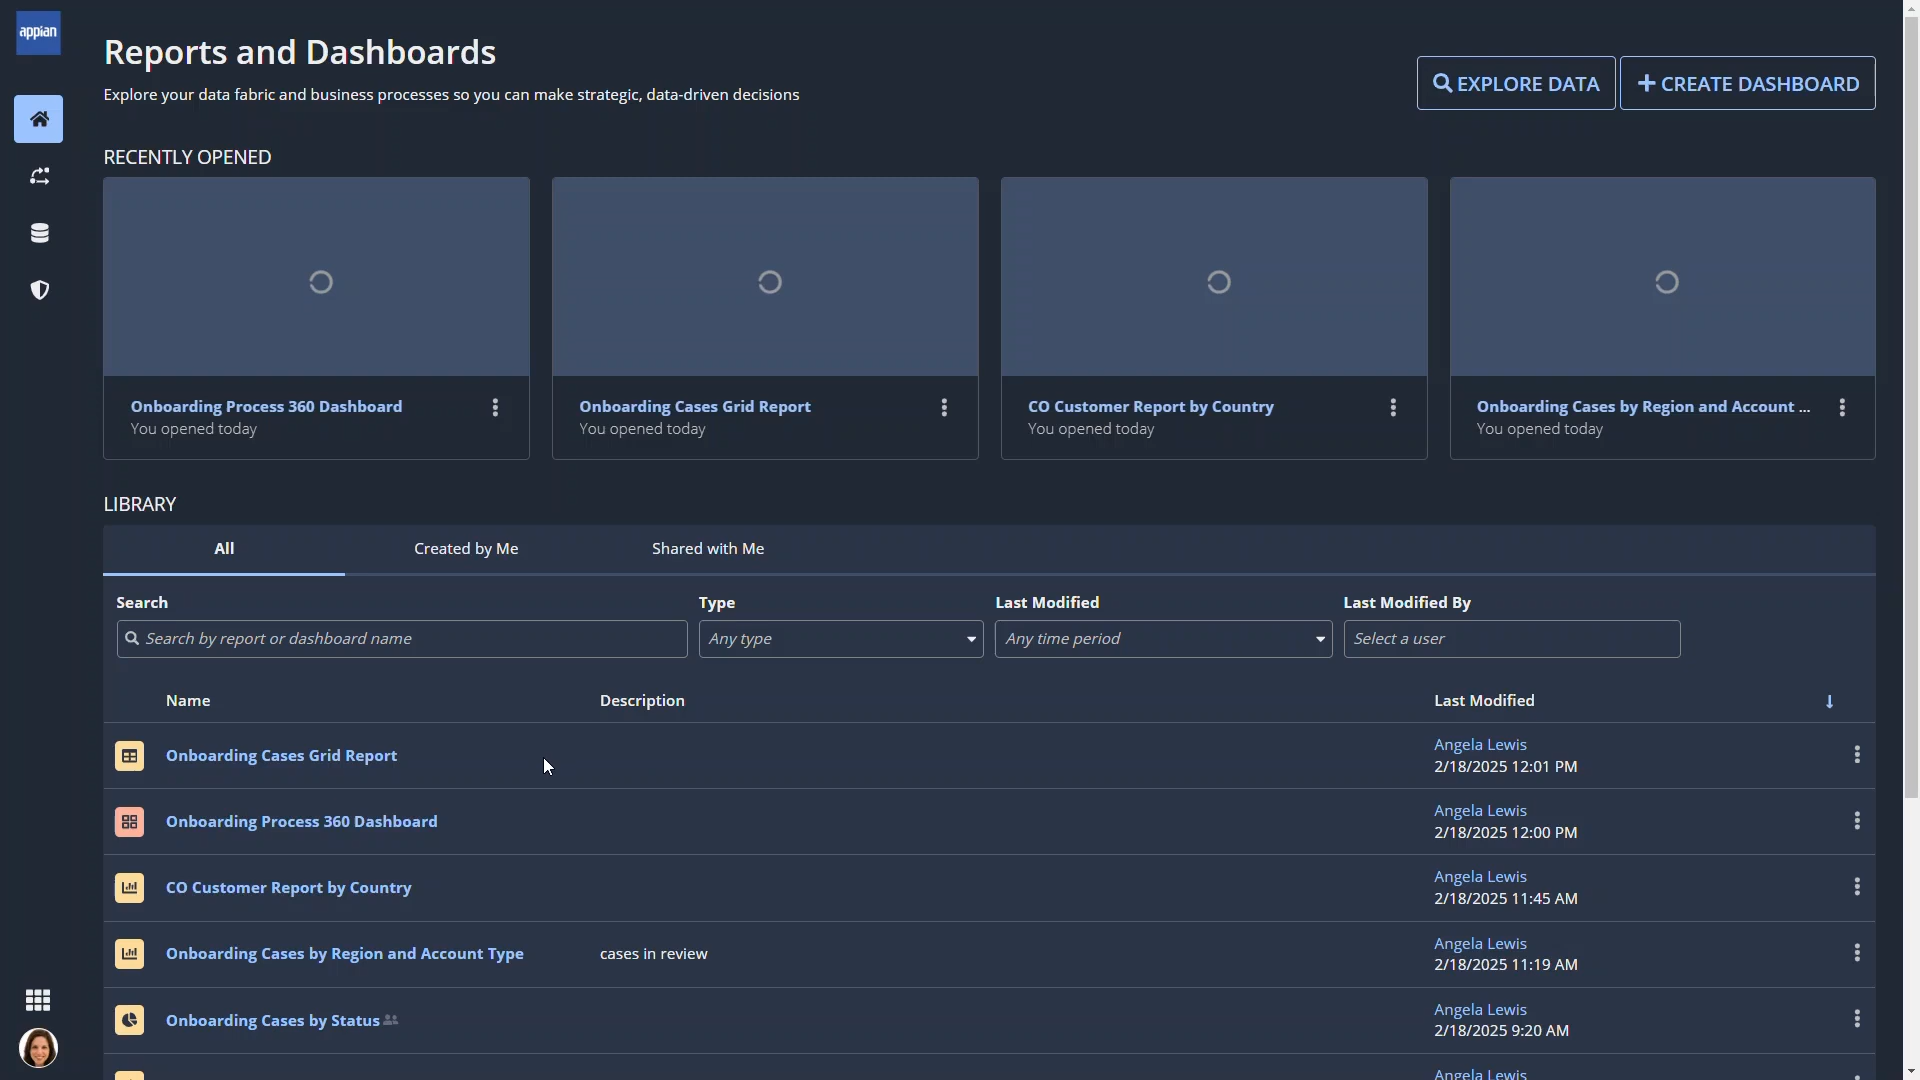 appian
Reports and Dashboards
Explore your data fabric and business processes so you can make strategic, data-driven decisions
EXPLORE DATA
CREATE DASHBOARD
RECENTLY OPENED
Onboarding Process 360 Dashboard
You opened today
Onboarding Cases Grid Report
You opened today
CO Customer Report by Country
You opened today
Onboarding Cases by Region and Account ...
You opened today
LIBRARY
All
Created by Me
Shared with Me
Search
Type
Last Modified
Last Modified By
Search by report or dashboard name
Any type
Any time period
Select a user
Name
Description
Last Modified
Onboarding Cases Grid Report
Angela Lewis
2/18/2025 12:01 PM
Onboarding Process 360 Dashboard
Angela Lewis
2/18/2025 12:00 PM
CO Customer Report by Country
Angela Lewis
2/18/2025 11:45 AM
Onboarding Cases by Region and Account Type
cases in review
Angela Lewis
2/18/2025 11:19 AM
Onboarding Cases by Status
Angela Lewis
2/18/2025 9:20 AM
Angela Lewis